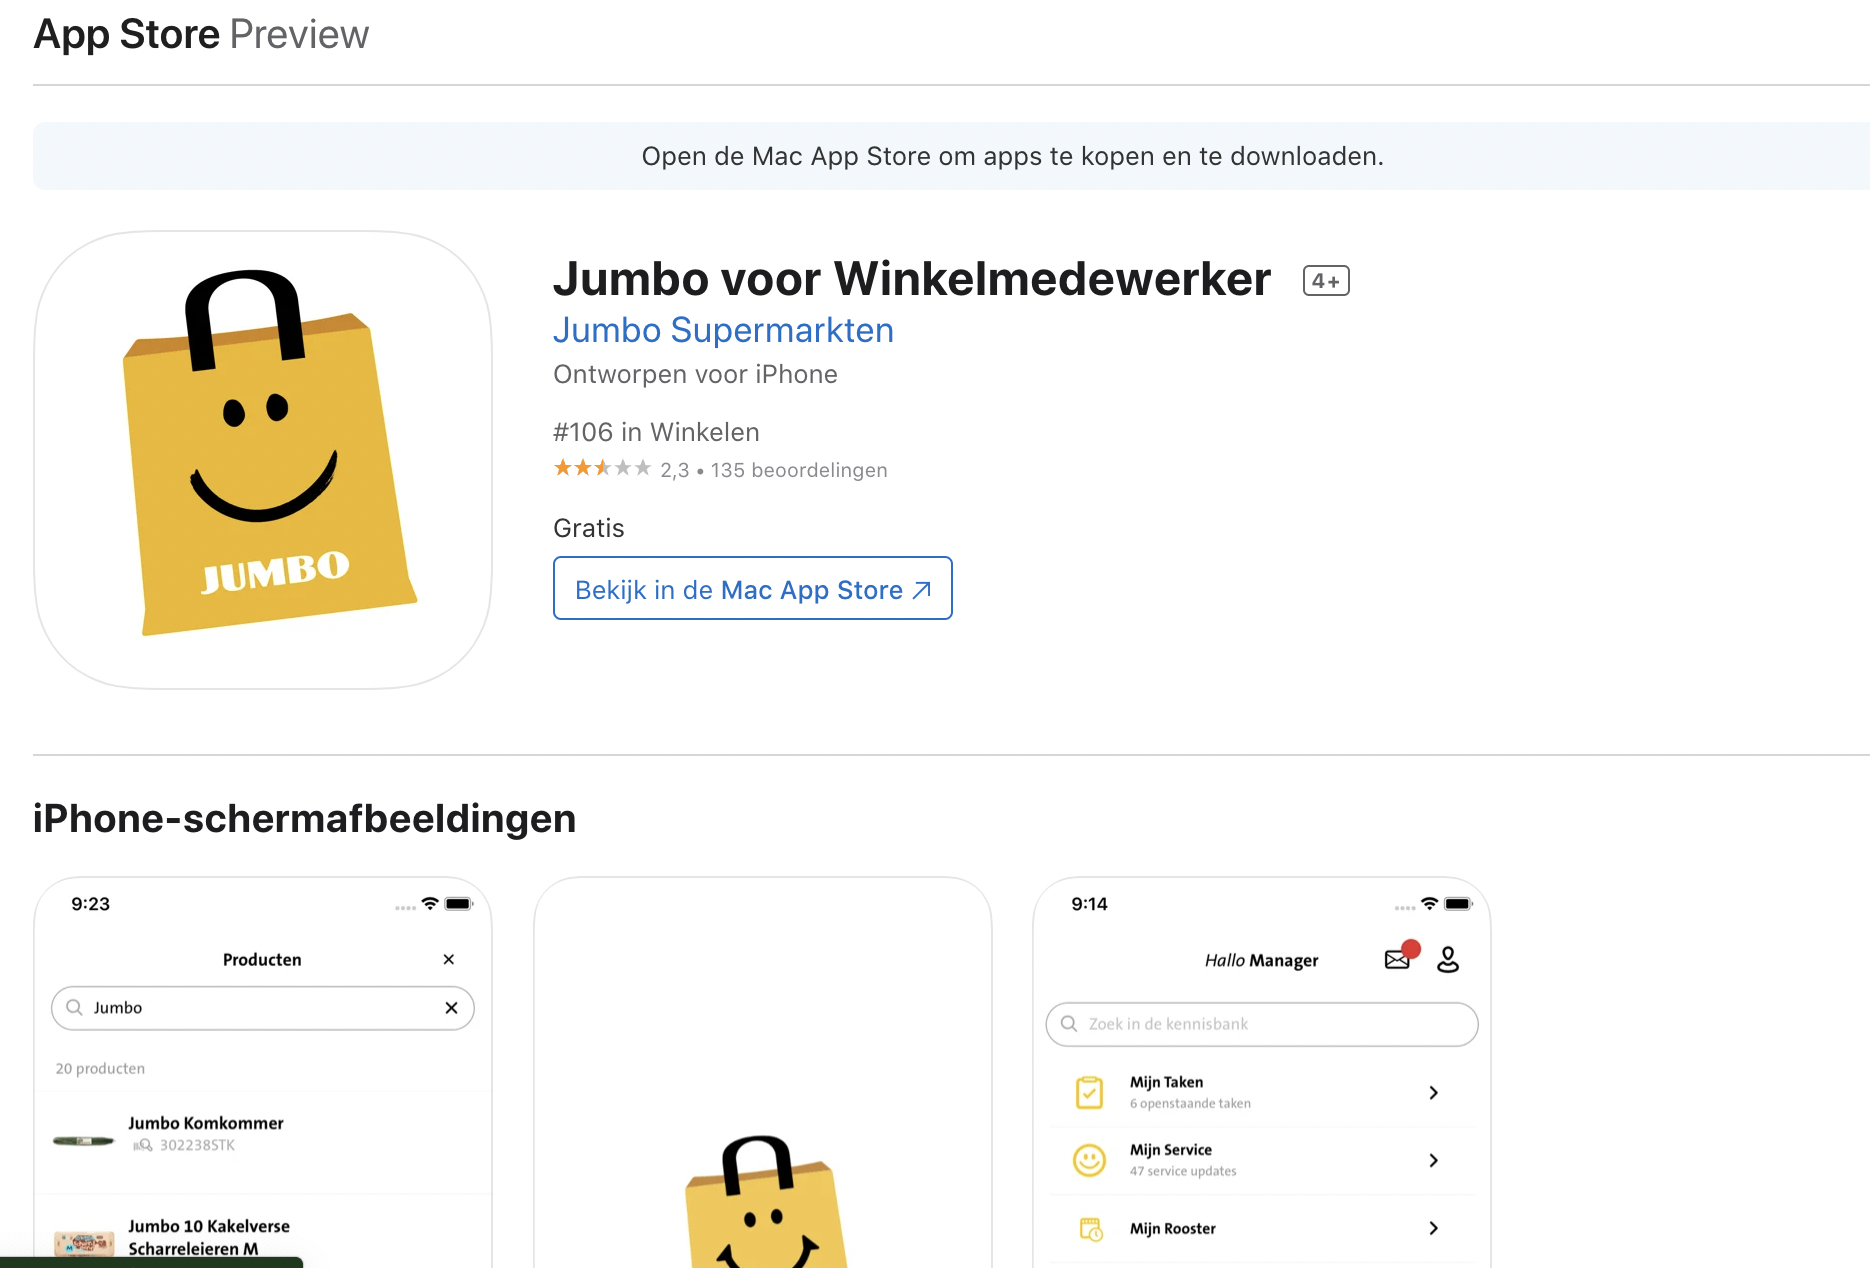 App Store Preview
Open de Mac App Store om apps te kopen en te downloaden.
JUMBO
Jumbo voor Winkelmedewerker 4+
Jumbo Supermarkten
Ontworpen voor iPhone
#106 in Winkelen
2,3 • 135 beoordelingen
Gratis
Bekijk in de Mac App Store
iPhone-schermafbeeldingen
9:23
Producten
Jumbo
20 producten
Jumbo Komkommer
302238STK
Jumbo 10 Kakelverse
Scharreleieren M
9:14
Hallo Manager
Zoek in de kennisbank
Mijn Taken
6 openstaande taken
Mijn Service
47 service updates
Mijn Rooster